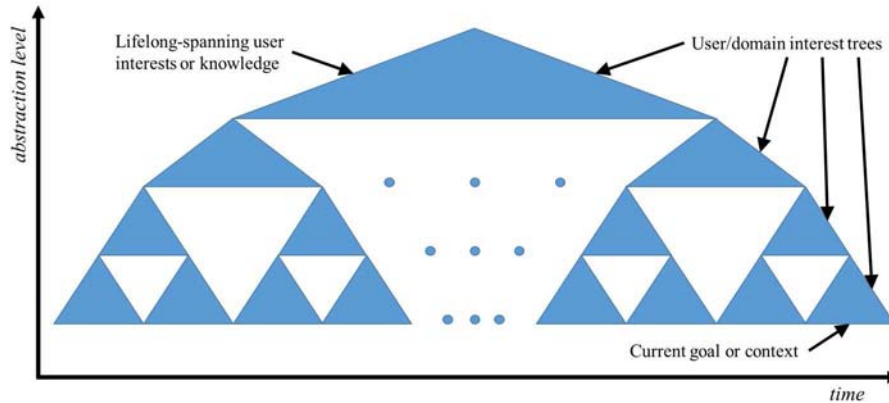 abstraction level
Lifelong-spanning user
interests or knowledge
User/domain interest trees
Current goal or context
time